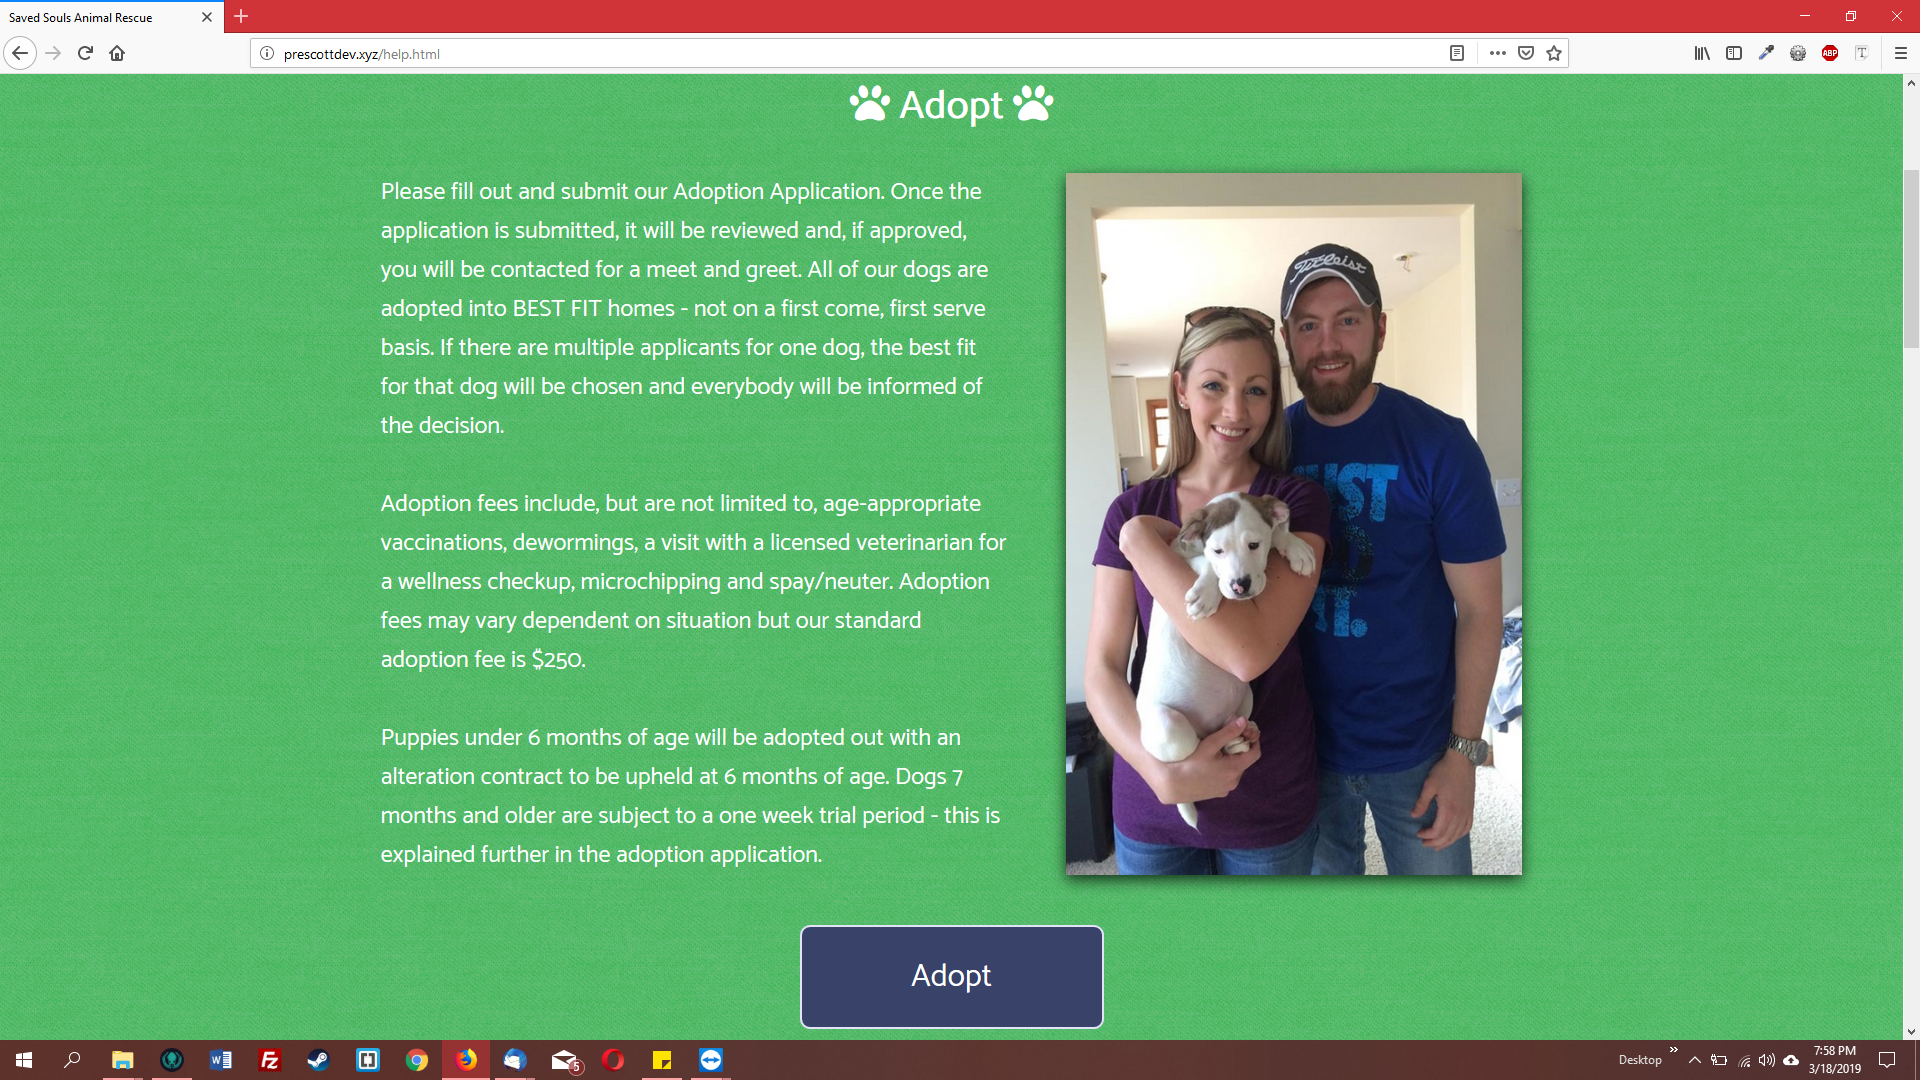 Saved Souls Animal Rescue
prescottdev.xyz/help.html
ABP
T
Adopt
Please fill out and submit our Adoption Application. Once the
application is submitted, it will be reviewed and, if approved,
you will be contacted for a meet and greet. All of our dogs are
adopted into BEST FIT homes - not on a first come, first serve
basis. If there are multiple applicants for one dog, the best fit
for that dog will be chosen and everybody will be informed of
the decision.
Adoption fees include, but are not limited to, age-appropriate
vaccinations, dewormings, a visit with a licensed veterinarian for
a wellness checkup, microchipping and spay/neuter. Adoption
fees may vary dependent on situation but our standard
adoption fee is $250.
Puppies under 6 months of age will be adopted out with an
alteration contract to be upheld at 6 months of age. Dogs 7
months and older are subject to a one week trial period - this is
explained further in the adoption application.
Titleist
Adopt
W
FZ
5
Desktop
7:58 PM
3/18/2019